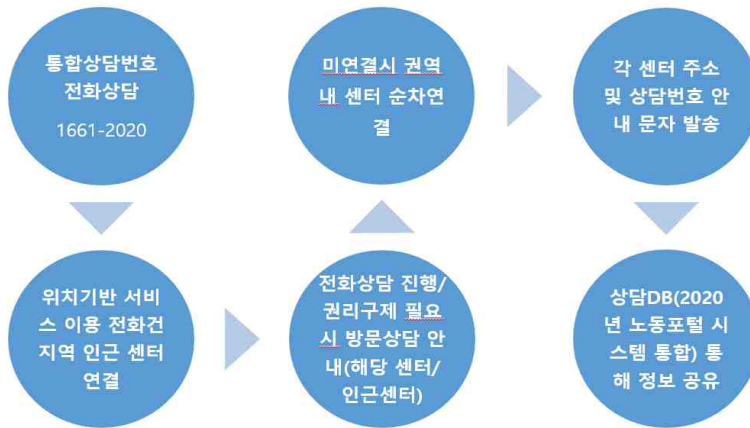 통합상담번호
전화상담
1661-2020
위치기반 서비
스 이용 전화건
지역 인근 센터
연결
전화상담 진행/
권리구제 필요
시 방문상담 안
내(해당 센터/
인근센터)
미연결시 권역
내 센터 순차연
결
각 센터 주소
및 상담번호 안
내 문자 발송
상담DB(2020
년 노동포털 시
스템 통합) 통
해 정보 공유